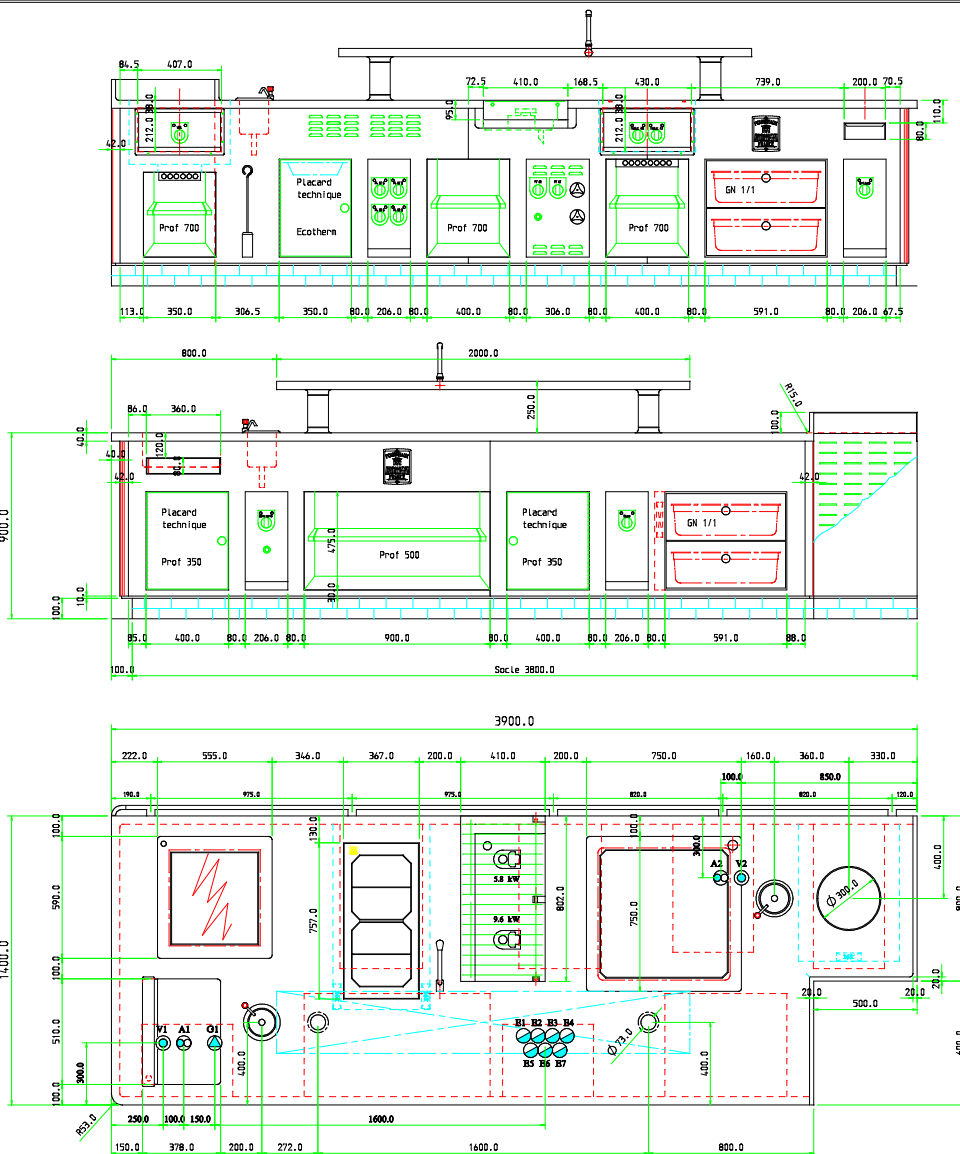 84.5 407.0 72.5 410.0 168.5 430.0 739.0 200.0 70.5
38.0 95.0 38.0 110.0
212.0 212.0 80.0
42.0
Placard
technique
Ecotherm
Prof 700
Prof 700
Prof 700
GN 1/1
113.0 350.0 306.5 350.0 80.0 206.0 80.0 400.0 80.0 306.0 80.0 400.0 80.0 591.0 80.0 206.0 67.5
800.0 2000.0
86.0 360.0 250.0 R15.0
100.0
40.0 120.0
40.0 80.0
42.0 42.0
900.0
Placard
technique
Prof 350
475.0
Prof 500
30.0
Placard
technique
Prof 350
GN 1/1
100.0 10.0
85.0 400.0 80.0 206.0 80.0 900.0 80.0 400.0 80.0 206.0 80.0 591.0 88.0
100.0 Socle 3800.0
3900.0
222.0 555.0 346.0 367.0 200.0 410.0 200.0 750.0 160.0 360.0 330.0
100.0 850.0
190.0 975.0 975.0 820.0 820.0 120.0
100.0 130.0 100.0 300.0
A2 V2
400.0
5.8 kW
590.0 757.0 9.6 kW 802.0 750.0 Ø 300.0
1400.0
100.0
20.0 20.0 20.0
500.0
510.0
V1 A1 G1
E1 E2 E3 E4
E5 E6 E7
Ø 73.0
300.0 400.0 400.0
100.0
R53.0
250.0 100.0 150.0 1600.0
150.0 378.0 200.0 272.0 1600.0 800.0